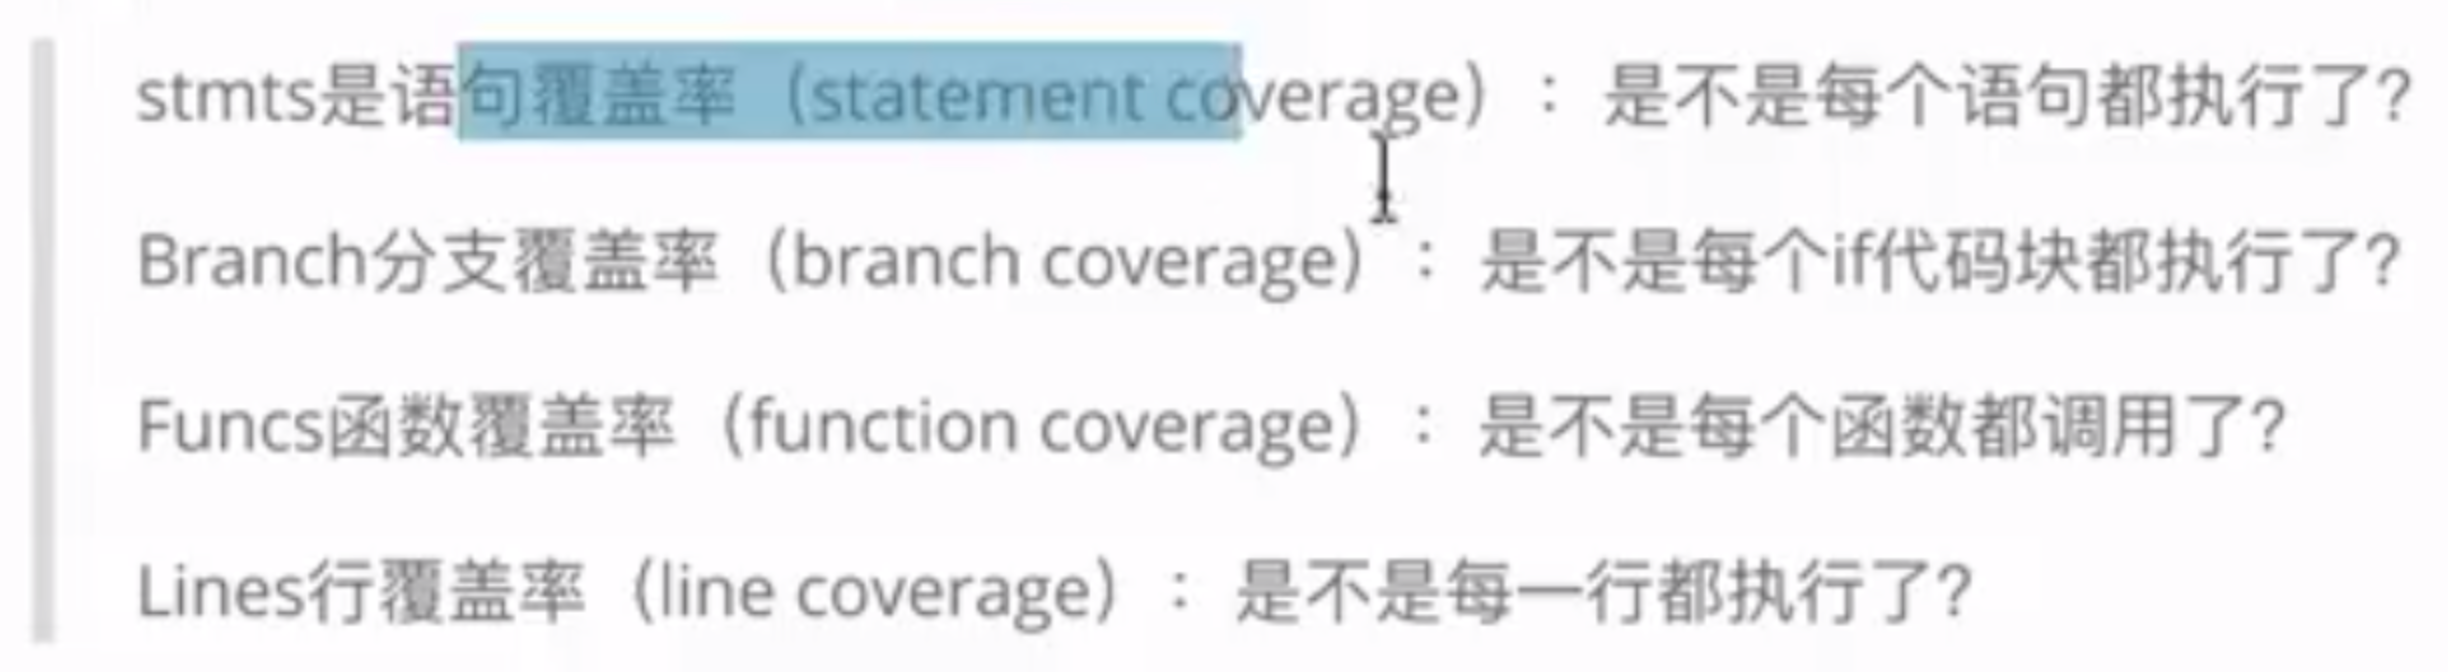 stmts是语句覆盖率（statement coverage）：是不是每个语句都执行了?
Branch分支覆盖率（branch coverage）：是不是每个if代码块都执行了?
Funcs函数覆盖率（function coverage）：是不是每个函数都调用了?
Lines行覆盖率（line coverage）：是不是每一行都执行了?